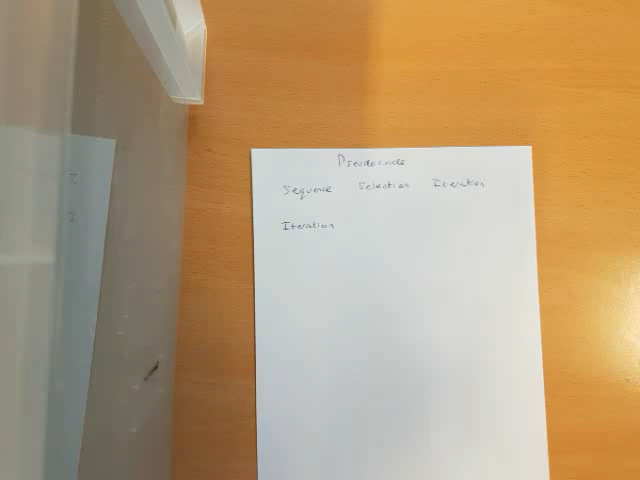 Pseudocode
Sequence Selection Iteration
Iteration